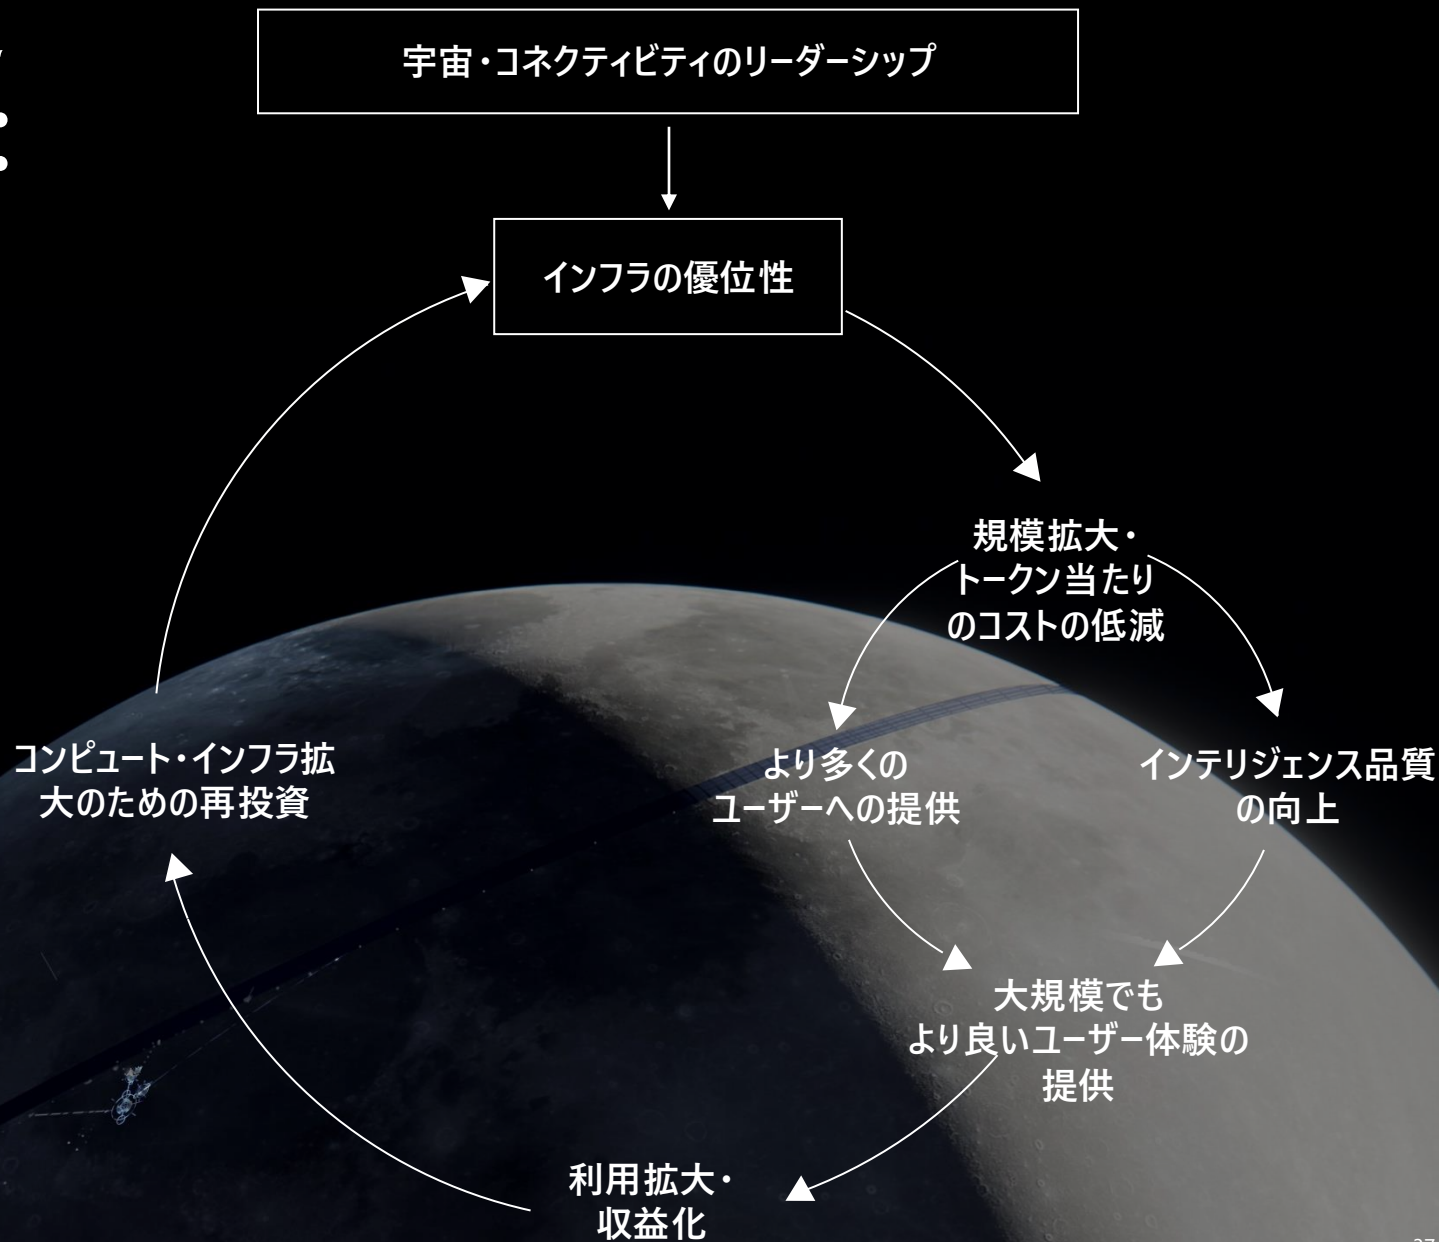 宇宙・コネクティビティのリーダーシップ
インフラの優位性
規模拡大・
トークン当たり
のコストの低減
より多くの
ユーザーへの提供
インテリジェンス品質
の向上
コンピュート・インフラ拡
大のための再投資
大規模でも
より良いユーザー体験の
提供
利用拡大・
収益化